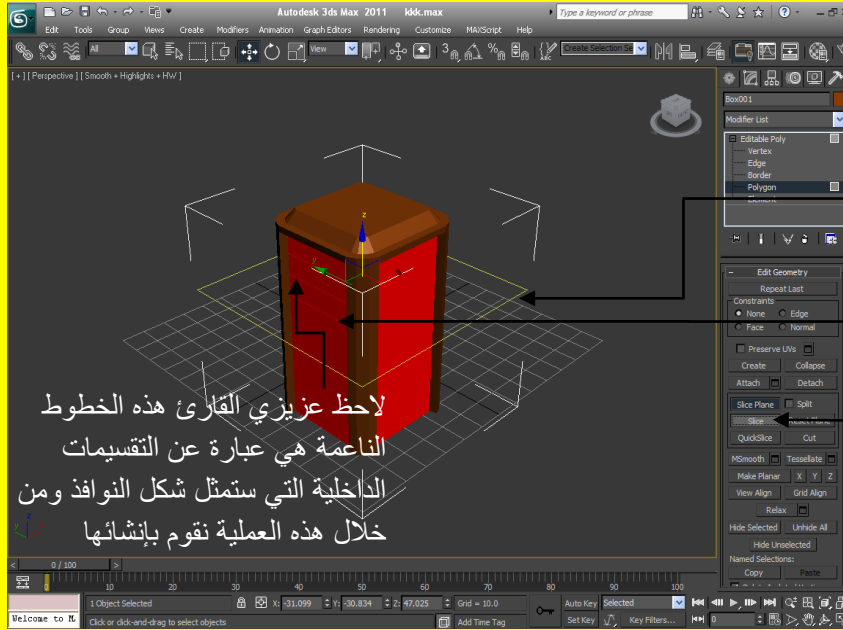 Autodesk 3ds Max 2011 kkk.max
Type a keyword or phrase
Edit Tools Group Views Create Modifiers Animation Graph Editors Rendering Customize MAXScript Help
All
View
Create Selection Se
[ + ] [ Perspective ] [ Smooth + Highlights + HW ]
Box001
Modifier List
Editable Poly
Vertex
Edge
Border
Polygon
Element
Edit Geometry
Repeat Last
Constraints
None Edge
Face Normal
Preserve UVs
Create Collapse
Attach Detach
Slice Plane Split
Slice Reset Plane
QuickSlice Cut
MSmooth Tessellate
Make Planar X Y Z
View Align Grid Align
Relax
Hide Selected Unhide All
Hide Unselected
Named Selections:
Copy Paste
لاحظ عزيزي القارئ هذه الخطوط
الناعمة هي عبارة عن التقسيمات
الداخلية التي ستمثل شكل النوافذ ومن
خلال هذه العملية نقوم بإنشائها
z
y
z
x
0 / 100
0 10 20 30 40 50 60 70 80 90 100
1 Object Selected X: -31.099 Y: -30.834 Z: 47.025 Grid = 10.0 Auto Key Selected
Welcome to M Click or click-and-drag to select objects Add Time Tag Set Key Key Filters... 0